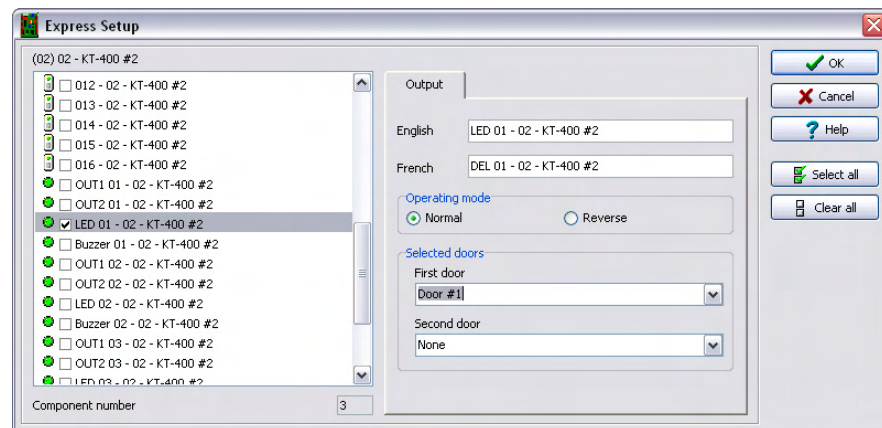 Express Setup
(02) 02 - KT-400 #2
012 - 02 - KT-400 #2
013 - 02 - KT-400 #2
014 - 02 - KT-400 #2
015 - 02 - KT-400 #2
016 - 02 - KT-400 #2
OUT1 01 - 02 - KT-400 #2
OUT2 01 - 02 - KT-400 #2
LED 01 - 02 - KT-400 #2
Buzzer 01 - 02 - KT-400 #2
OUT1 02 - 02 - KT-400 #2
OUT2 02 - 02 - KT-400 #2
LED 02 - 02 - KT-400 #2
Buzzer 02 - 02 - KT-400 #2
OUT1 03 - 02 - KT-400 #2
OUT2 03 - 02 - KT-400 #2
LED 03 - 02 - KT-400 #2
Component number 3
Output
English LED 01 - 02 - KT-400 #2
French DEL 01 - 02 - KT-400 #2
Operating mode
Normal Reverse
Selected doors
First door
Door #1
Second door
None
OK
Cancel
? Help
Select all
Clear all